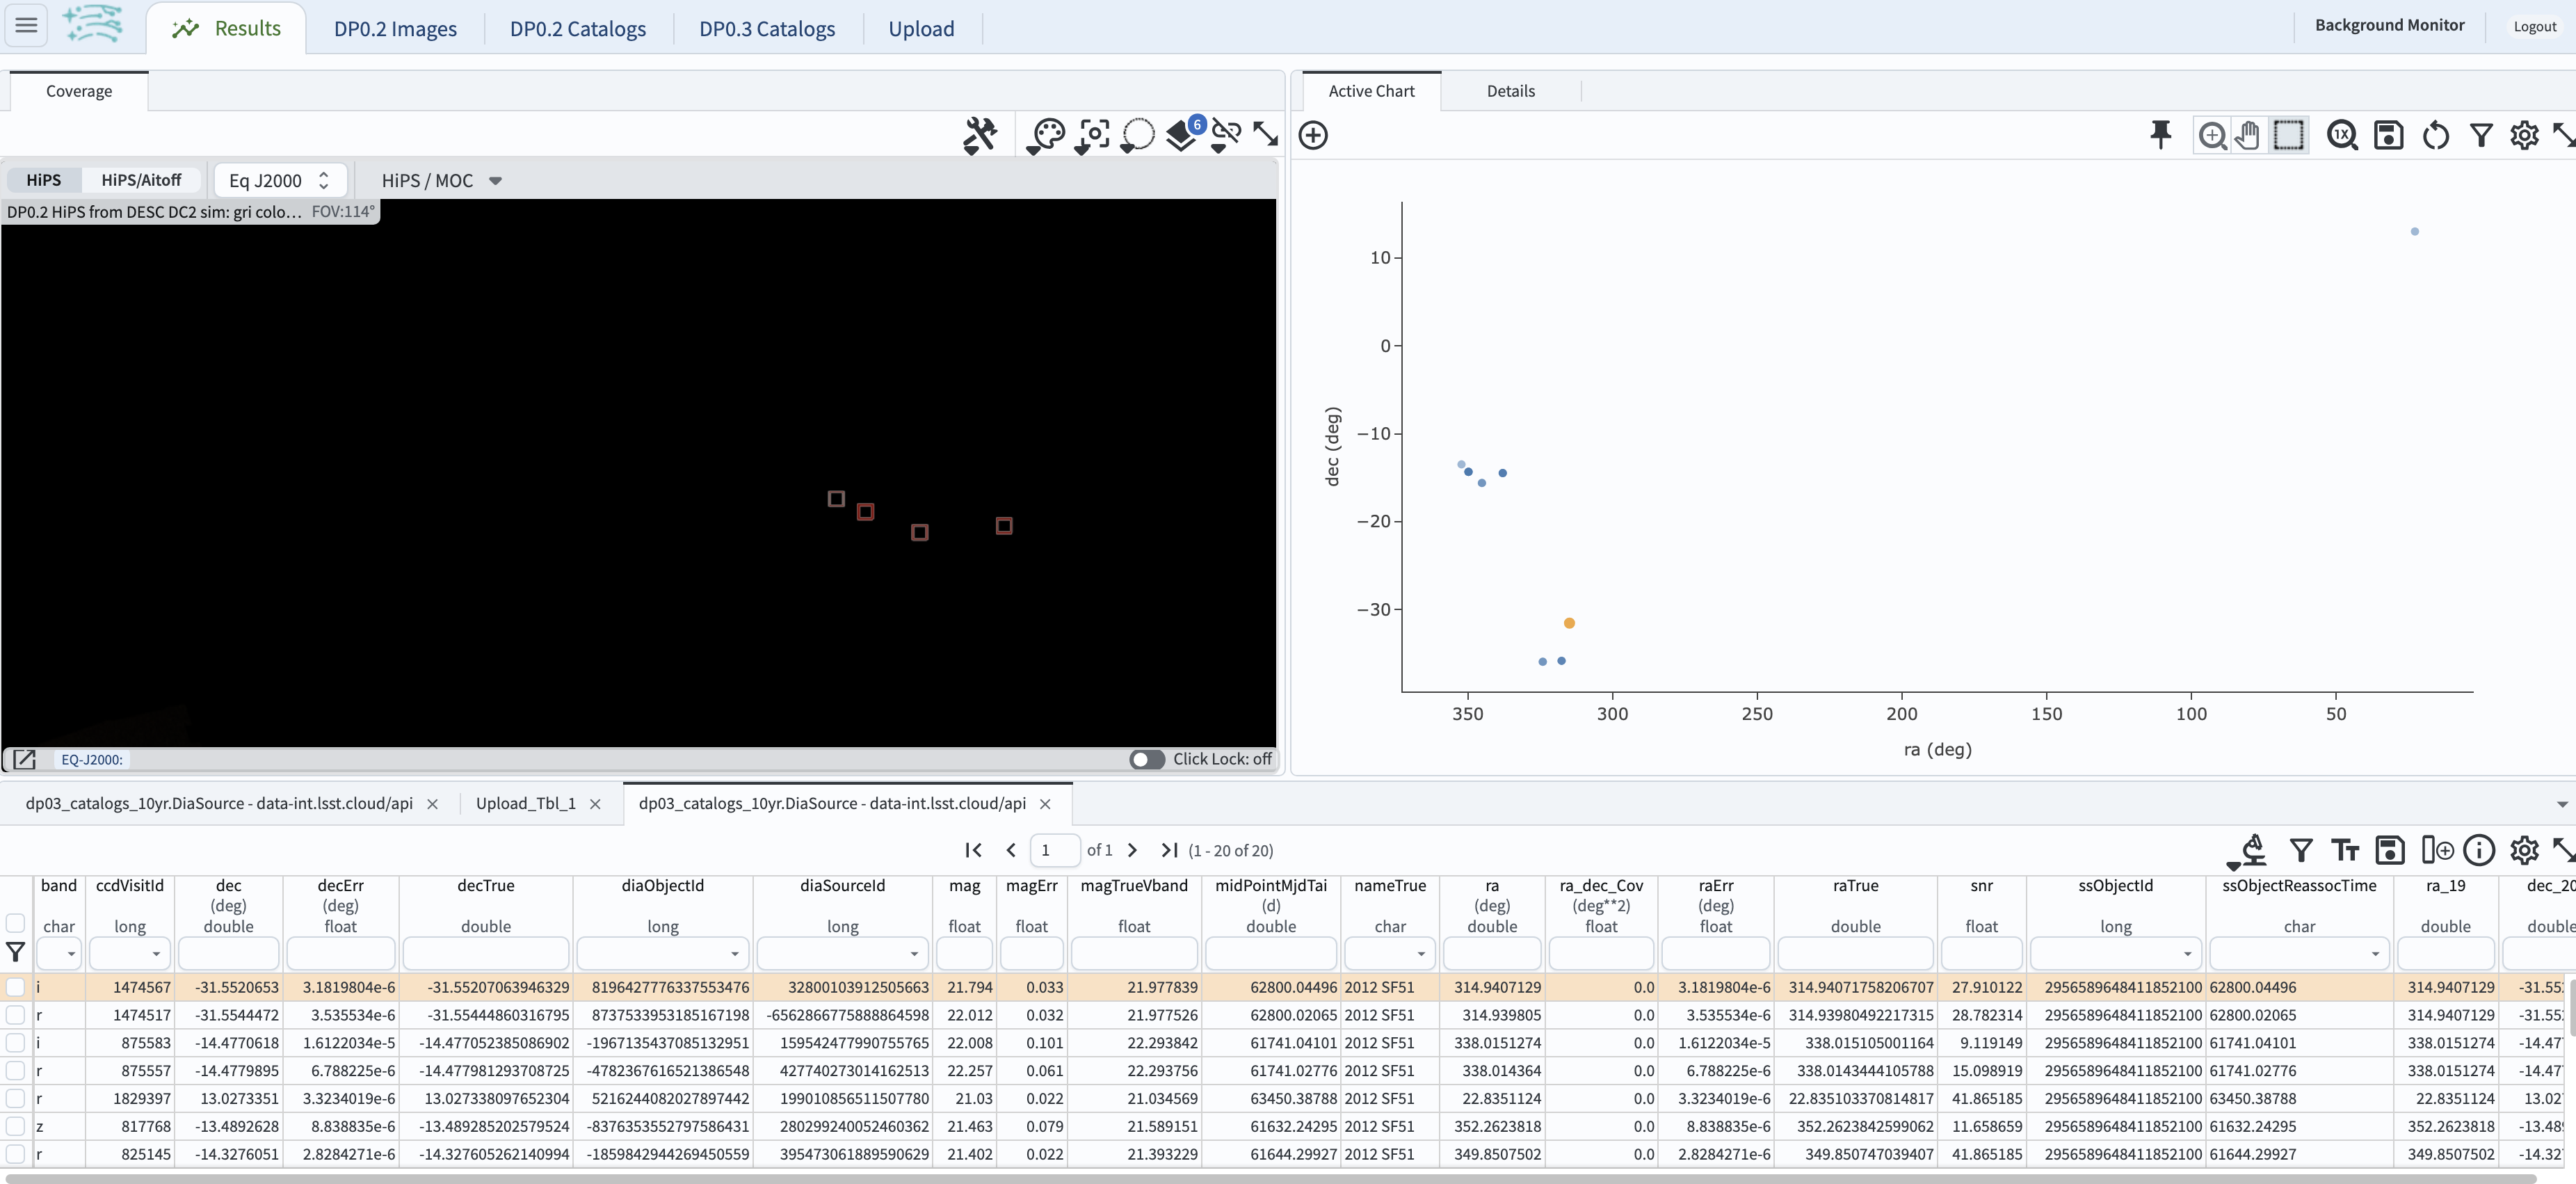 Results DP0.2 Images DP0.2 Catalogs DP0.3 Catalogs Upload Background Monitor Logout
Coverage
Active Chart Details
6
1X
HiPS HiPS/Aitoff Eq J2000 HiPS / MOC
DP0.2 HiPS from DESC DC2 sim: gri colo... FOV:114°
EQ-J2000: Click Lock: off
10
0
−10
−20
−30
dec (deg)
350 300 250 200 150 100 50
ra (deg)
dp03_catalogs_10yr.DiaSource - data-int.lsst.cloud/api Upload_Tbl_1 dp03_catalogs_10yr.DiaSource - data-int.lsst.cloud/api
1 of 1 (1 - 20 of 20)
band ccdVisitId dec decErr decTrue diaObjectId diaSourceId mag magErr magTrueVband midPointMjdTai nameTrue ra ra_dec_Cov raErr raTrue snr ssObjectId ssObjectReassocTime ra_19 dec_20
(deg) (deg) (d) (deg) (deg**2) (deg)
char long double float double long long float float float double char double float float double float long char double double
i 1474567 -31.5520653 3.1819804e-6 -31.55207063946329 8196427776337553476 32800103912505663 21.794 0.033 21.977839 62800.04496 2012 SF51 314.9407129 0.0 3.1819804e-6 314.94071758206707 27.910122 2956589648411852100 62800.04496 314.9407129 -31.55
r 1474517 -31.5544472 3.535534e-6 -31.55444860316795 8737533953185167198 -6562866775888864598 22.012 0.032 21.977526 62800.02065 2012 SF51 314.939805 0.0 3.535534e-6 314.93980492217315 28.782314 2956589648411852100 62800.02065 314.9407129 -31.55
i 875583 -14.4770618 1.6122034e-5 -14.477052385086902 -1967135437085132951 159542477990755765 22.008 0.101 22.293842 61741.04101 2012 SF51 338.0151274 0.0 1.6122034e-5 338.015105001164 9.119149 2956589648411852100 61741.04101 338.0151274 -14.47
r 875557 -14.4779895 6.788225e-6 -14.477981293708725 -4782367616521386548 427740273014162513 22.257 0.061 22.293756 61741.02776 2012 SF51 338.014364 0.0 6.788225e-6 338.0143444105788 15.098919 2956589648411852100 61741.02776 338.0151274 -14.47
r 1829397 13.0273351 3.3234019e-6 13.027338097652304 5216244082027897442 199010856511507780 21.03 0.022 21.034569 63450.38788 2012 SF51 22.8351124 0.0 3.3234019e-6 22.835103370814817 41.865185 2956589648411852100 63450.38788 22.8351124 13.02
z 817768 -13.4892628 8.838835e-6 -13.489285202579524 -8376353552797586431 280299240052460362 21.463 0.079 21.589151 61632.24295 2012 SF51 352.2623818 0.0 8.838835e-6 352.2623842599062 11.658659 2956589648411852100 61632.24295 352.2623818 -13.48
r 825145 -14.3276051 2.8284271e-6 -14.327605262140994 -1859842944269450559 395473061889590629 21.402 0.022 21.393229 61644.29927 2012 SF51 349.8507502 0.0 2.8284271e-6 349.850747039407 41.865185 2956589648411852100 61644.29927 349.8507502 -14.32